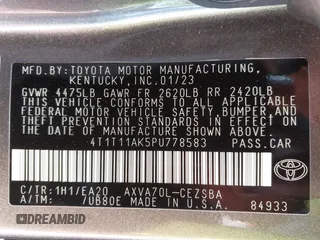 MFD.BY:TOYOTA MOTOR MANUFACTURING,
KENTUCKY, INC. 01/23
GVWR 4475LB GAWR FR 2620LB RR 2420LB
THIS VEHICLE CONFORMS TO ALL APPLICABLE
FEDERAL MOTOR VEHICLE SAFETY, BUMPER,
AND THEFT PREVENTION STANDARDS IN EFFECT
ON THE DATE OF MANUFACTURE SHOWN ABOVE.
4T1T11AK5PU778583 PASS.CAR
C/TR: 1H1/EA20 AXVA70L-CEZSBA
A/TM: /UB80E MADE IN U.S.A.
TOYOTA
84933
DEALERBID